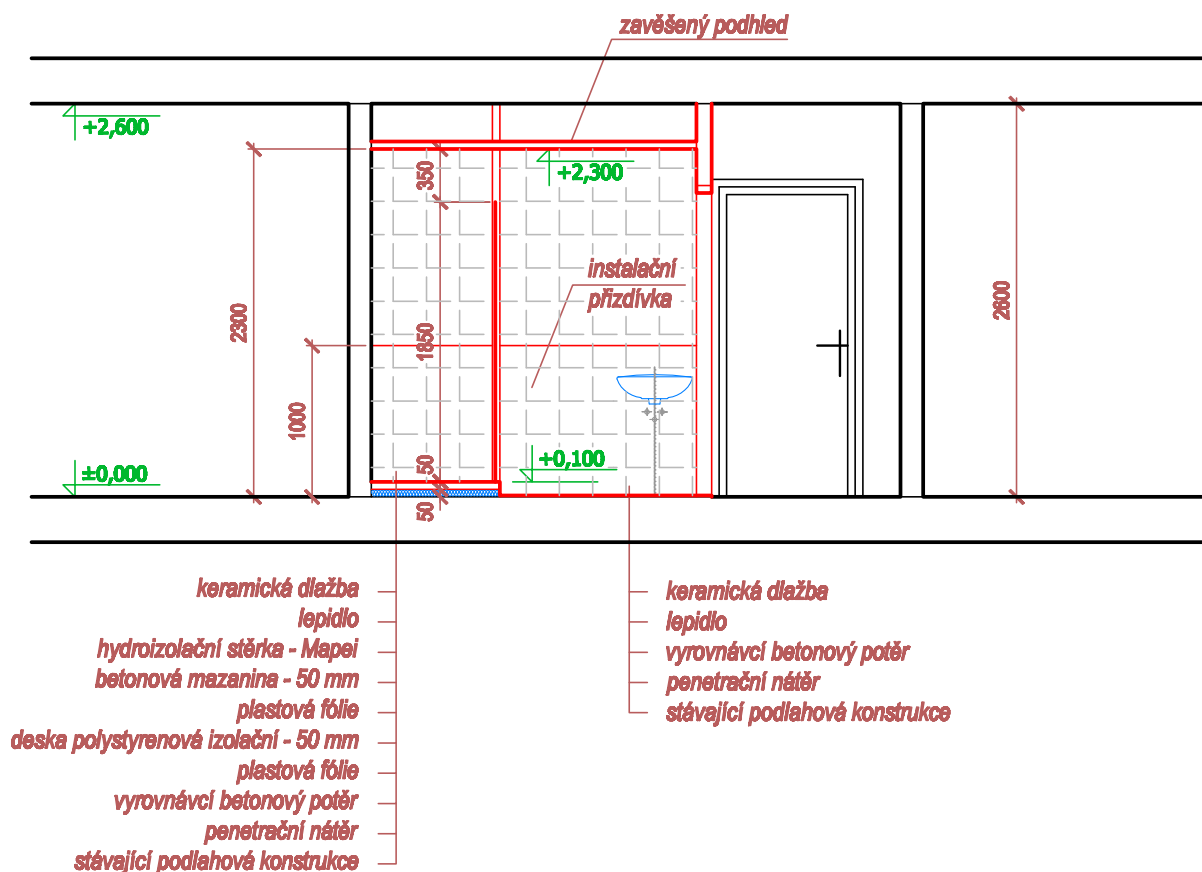 zavěšený podhled
+2,600
350
+2,300
instalační
přizdívka
2300
1850
2600
1000
±0,000
50
+0,100
50
keramická dlažba
lepidlo
hydroizolační stěrka - Mapei
betonová mazanina - 50 mm
plastová fólie
deska polystyrenová izolační - 50 mm
plastová fólie
vyrovnávcí betonový potěr
penetrační nátěr
stávající podlahová konstrukce
keramická dlažba
lepidlo
vyrovnávcí betonový potěr
penetrační nátěr
stávající podlahová konstrukce